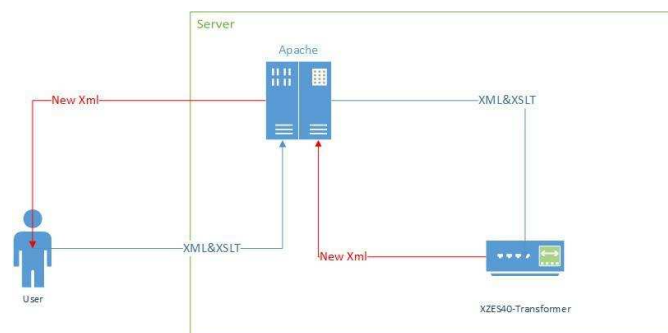 Server
Apache
New Xml
XML&XSLT
XML&XSLT
New Xml
User
XZES40-Transformer